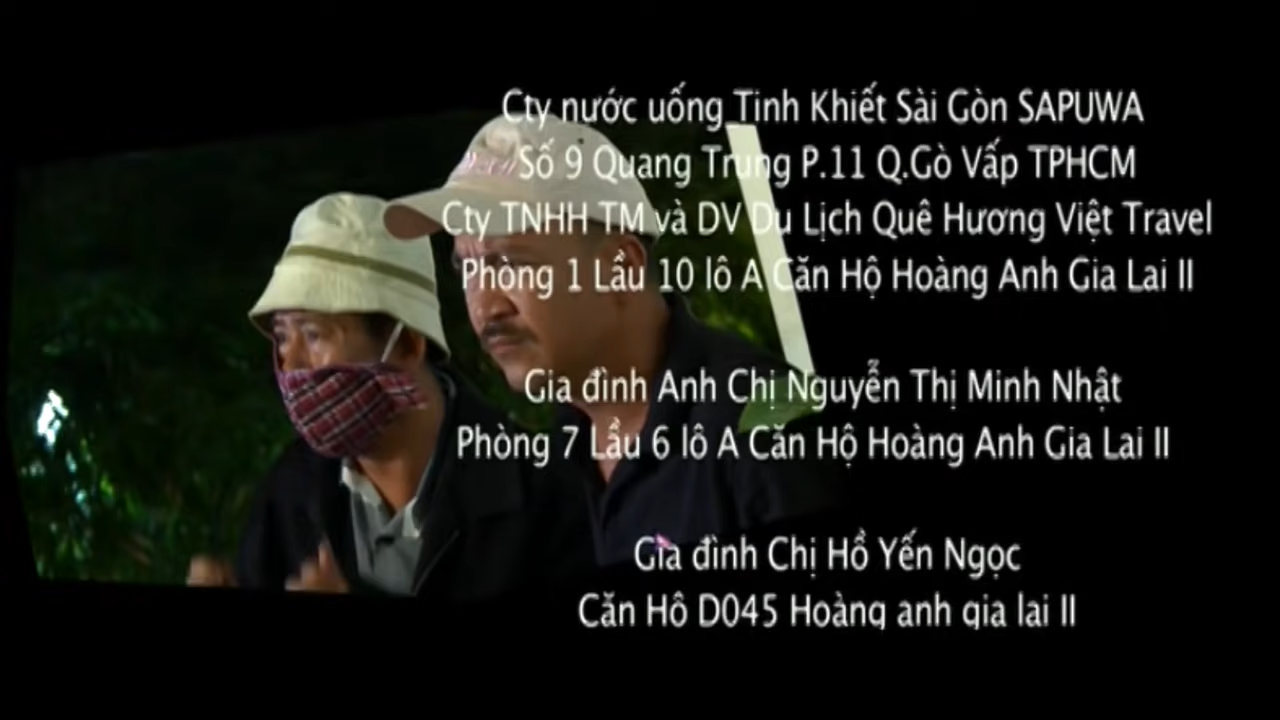 Cty nước uống Tinh Khiết Sài Gòn SAPUWA
Số 9 Quang Trung P.11 Q.Gò Vấp TPHCM
Cty TNHH TM và DV Du Lịch Quê Hương Việt Travel
Phòng 1 Lầu 10 lô A Căn Hộ Hoàng Anh Gia Lai II
Gia đình Anh Chị Nguyễn Thị Minh Nhật
Phòng 7 Lầu 6 lô A Căn Hộ Hoàng Anh Gia Lai II
Gia đình Chị Hồ Yến Ngọc
Căn Hô D045 Hoàng anh gia lai II